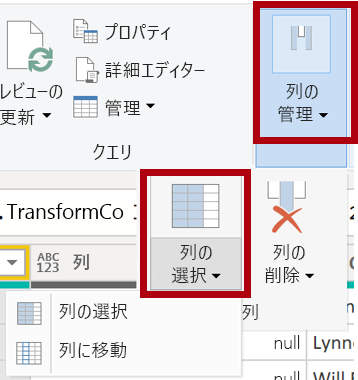 プロパティ
詳細エディター
管理
レビューの
更新
クエリ
列の
管理
列の
選択
列の
削除
列
.TransformCo
ABC
123
列
列の選択
列に移動
null
Lynne
null
Will